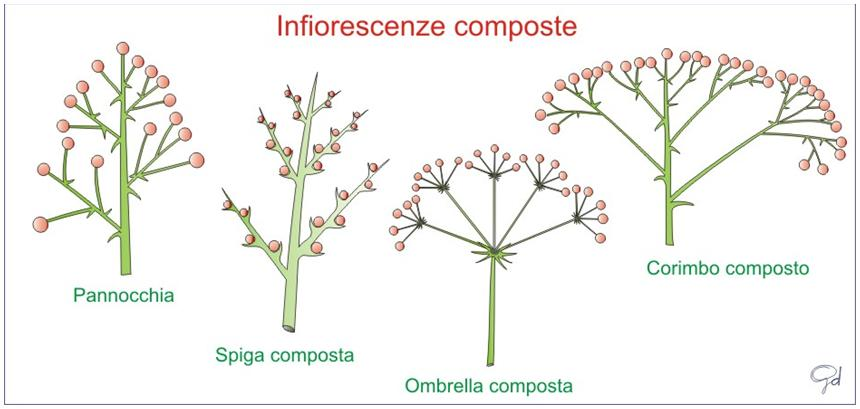 Infiorescenze composte
Pannocchia
Spiga composta
Ombrella composta
Corimbo composto